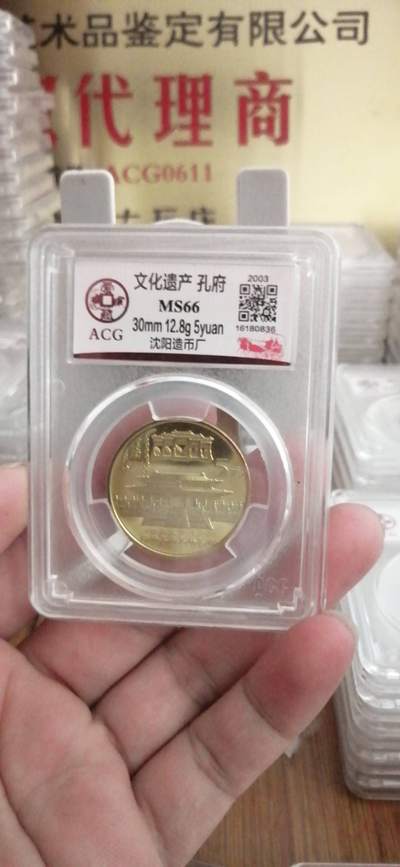 术品鉴定有限公司
代理商
ACG0611
文化遗产 孔府
2003
MS66
30mm 12.8g 5yuan
16180836
沈阳造币厂
ACG